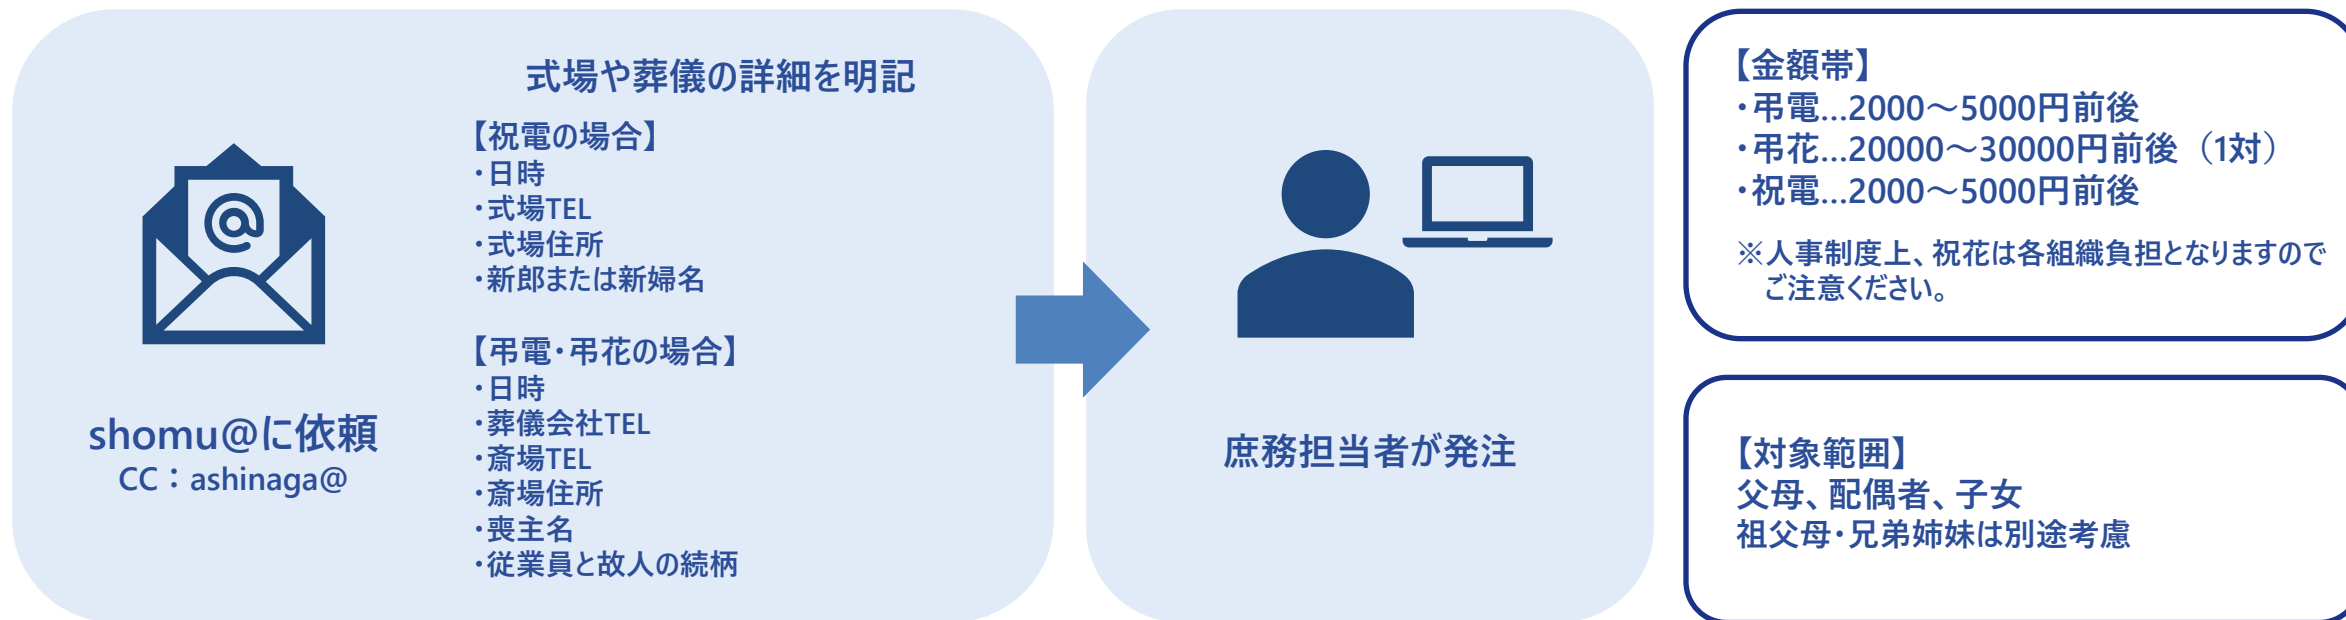 式場や葬儀の詳細を明記
【祝電の場合】
・日時
・式場TEL
・式場住所
・新郎または新婦名
【弔電・弔花の場合】
・日時
・葬儀会社TEL
・斎場TEL
・斎場住所
・喪主名
・従業員と故人の続柄
shomu@に依頼
CC：ashinaga@
庶務担当者が発注
【金額帯】
・弔電…2000～5000円前後
・弔花…20000～30000円前後（1対）
・祝電…2000～5000円前後
※人事制度上、祝花は各組織負担となりますので
ご注意ください。
【対象範囲】
父母、配偶者、子女
祖父母・兄弟姉妹は別途考慮